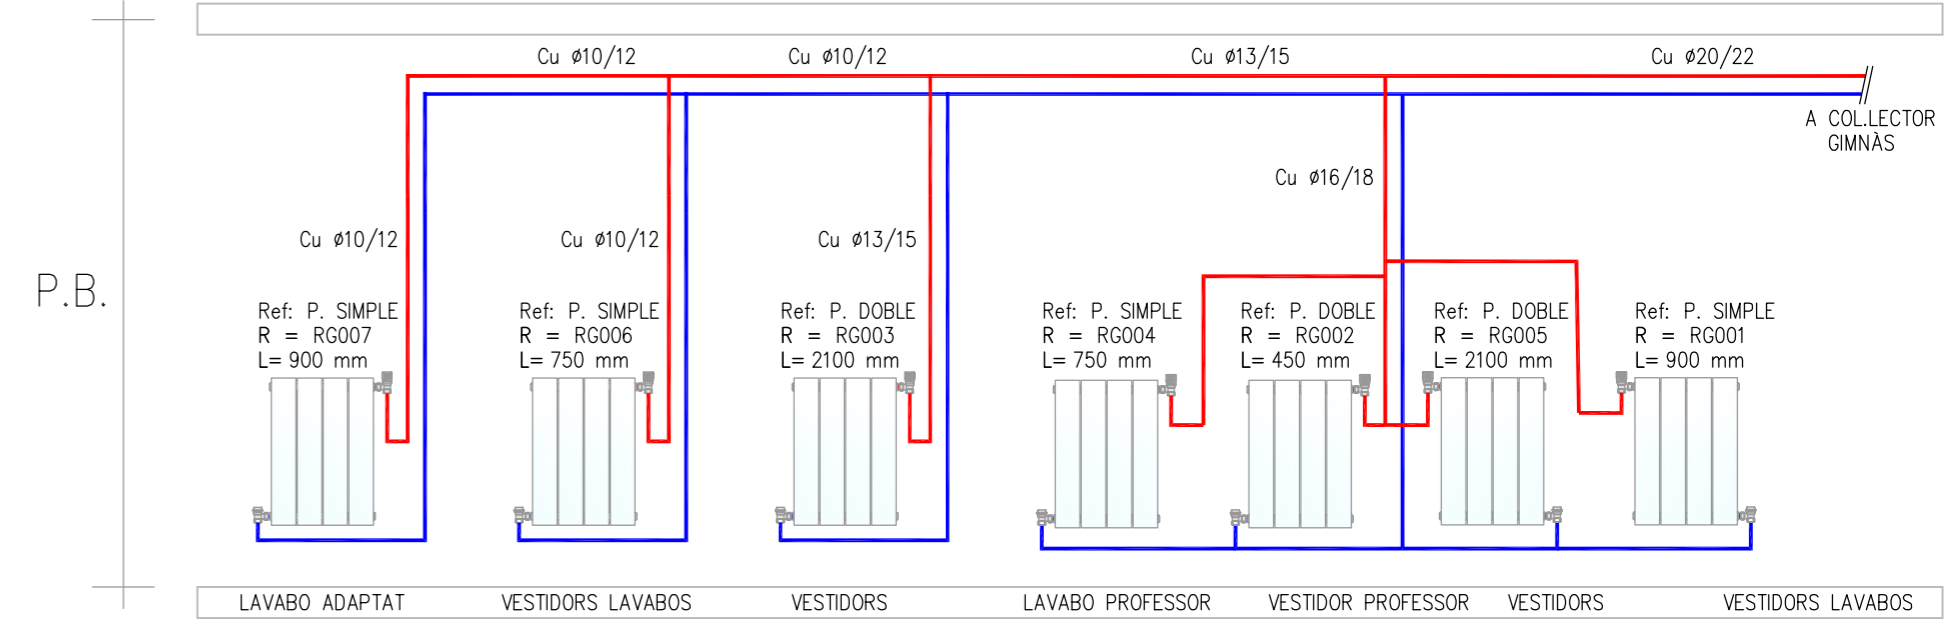 Cu ø10/12
Cu ø10/12
Cu ø13/15
Cu ø20/22
A COL.LECTOR
GIMNÀS
Cu ø16/18
Cu ø10/12
Cu ø10/12
Cu ø13/15
P.B.
Ref: P. SIMPLE
R = RG007
L= 900 mm
Ref: P. SIMPLE
R = RG006
L= 750 mm
Ref: P. DOBLE
R = RG003
L= 2100 mm
Ref: P. SIMPLE
R = RG004
L= 750 mm
Ref: P. DOBLE
R = RG002
L= 450 mm
Ref: P. DOBLE
R = RG005
L= 2100 mm
Ref: P. SIMPLE
R = RG001
L= 900 mm
LAVABO ADAPTAT
VESTIDORS LAVABOS
VESTIDORS
LAVABO PROFESSOR
VESTIDOR PROFESSOR
VESTIDORS
VESTIDORS LAVABOS